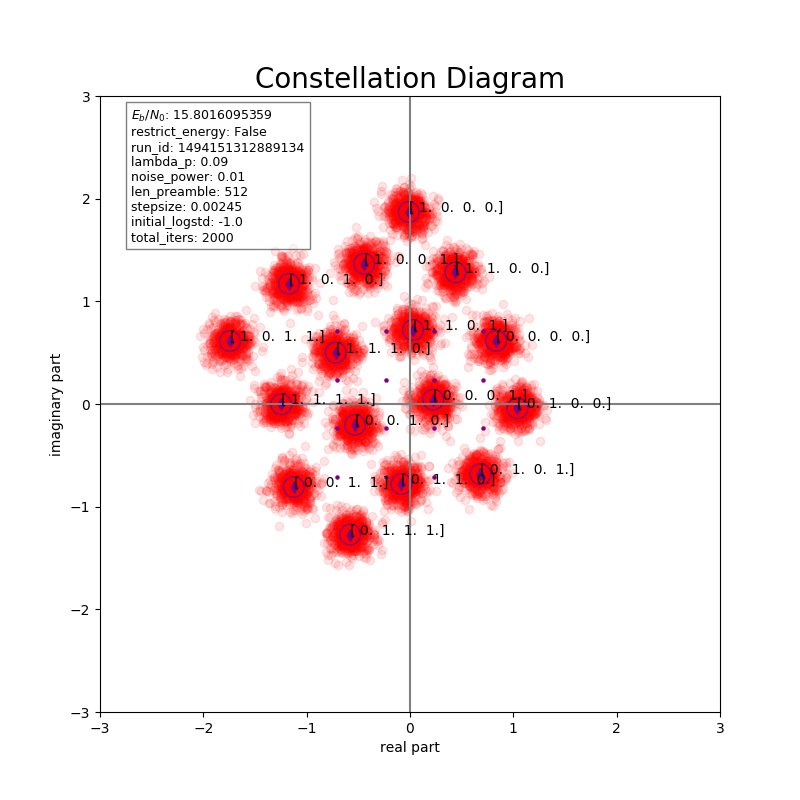 Constellation Diagram
3
E_b/N_0: 15.8016095359
restrict_energy: False
run_id: 1494151312889134
lambda_p: 0.09
noise_power: 0.01
len_preamble: 512
stepsize: 0.00245
initial_logstd: -1.0
total_iters: 2000
2
[ 1. 0. 0. 0.]
[ 1. 0. 0. 1.]
[ 1. 1. 0. 0.]
[ 1. 0. 1. 0.]
1
[ 1. 1. 0. 1.]
[ 1. 0. 1. 1.]
[ 0. 0. 0. 0.]
[ 1. 1. 1. 0.]
[ 0. 0. 0. 1.]
[ 1. 1. 1. 1.]
[ 0. 1. 0. 0.]
0
[ 0. 0. 1. 0.]
imaginary part
[ 0. 1. 0. 1.]
[ 0. 1. 1. 0.]
[ 0. 0. 1. 1.]
−1
[ 0. 1. 1. 1.]
−2
−3
−3 −2 −1 0 1 2 3
real part